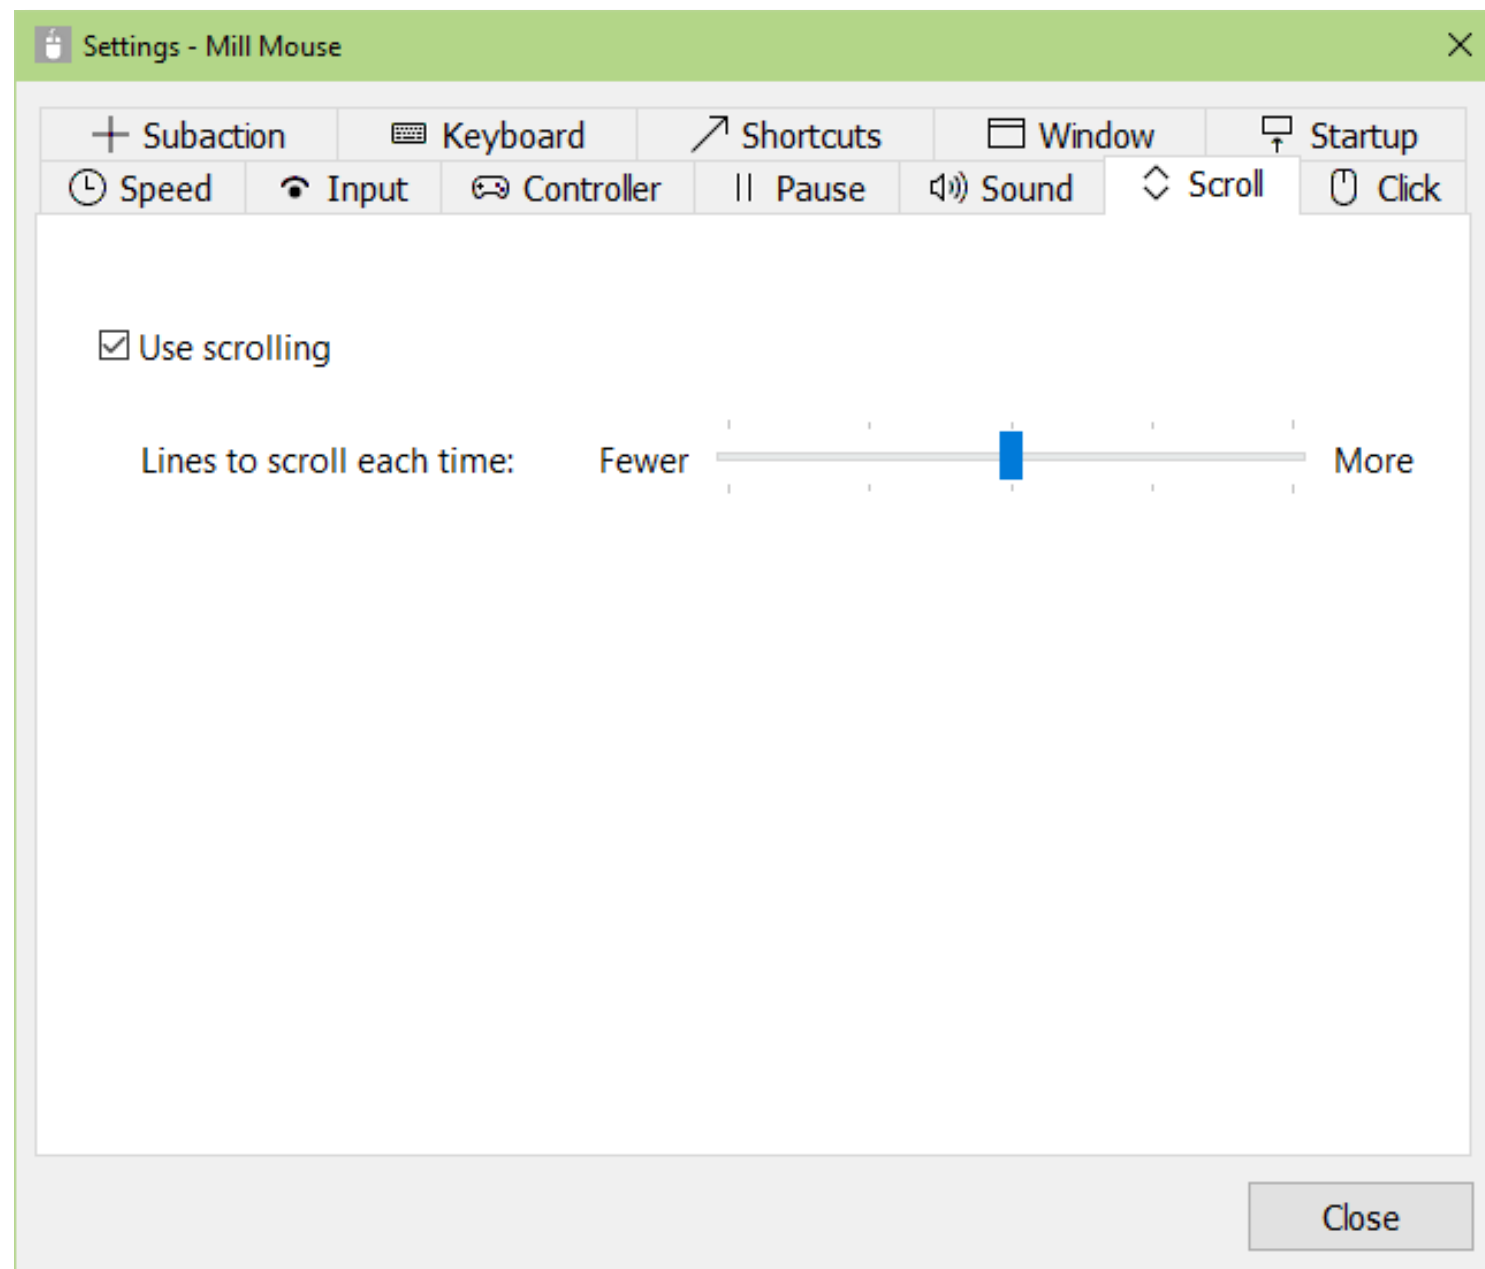 Settings - Mill Mouse
Subaction Keyboard Shortcuts Window Startup
Speed Input Controller Pause Sound Scroll Click
Use scrolling
Lines to scroll each time: Fewer More
Close